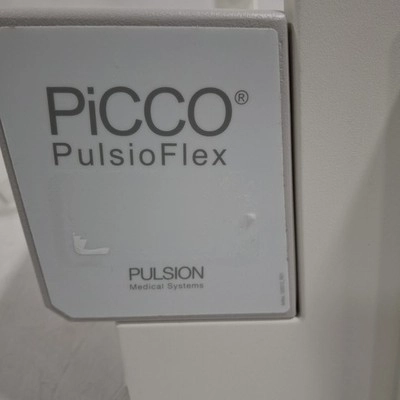 PiCCO®
PulsioFlex
PULSION
Medical Systems